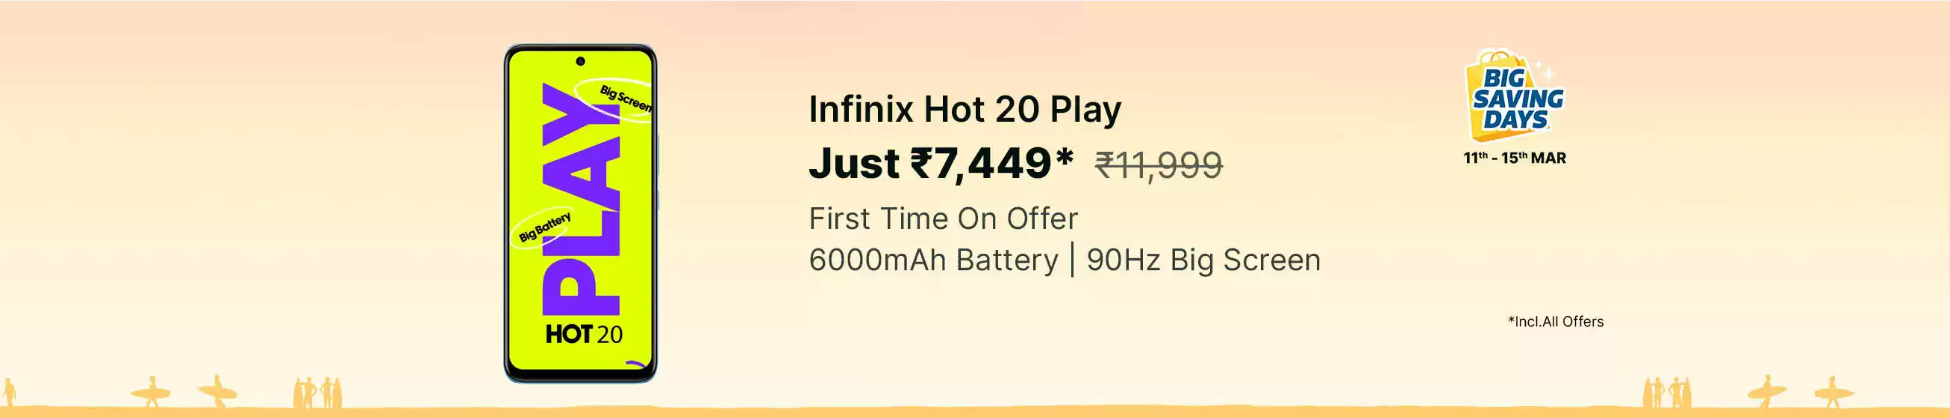 Big Screen
PLAY
Big Battery
HOT 20
Infinix Hot 20 Play
Just ₹7,449* ₹11,999
First Time On Offer
6000mAh Battery | 90Hz Big Screen
BIG
SAVING
DAYS
11th - 15th MAR
*Incl.All Offers